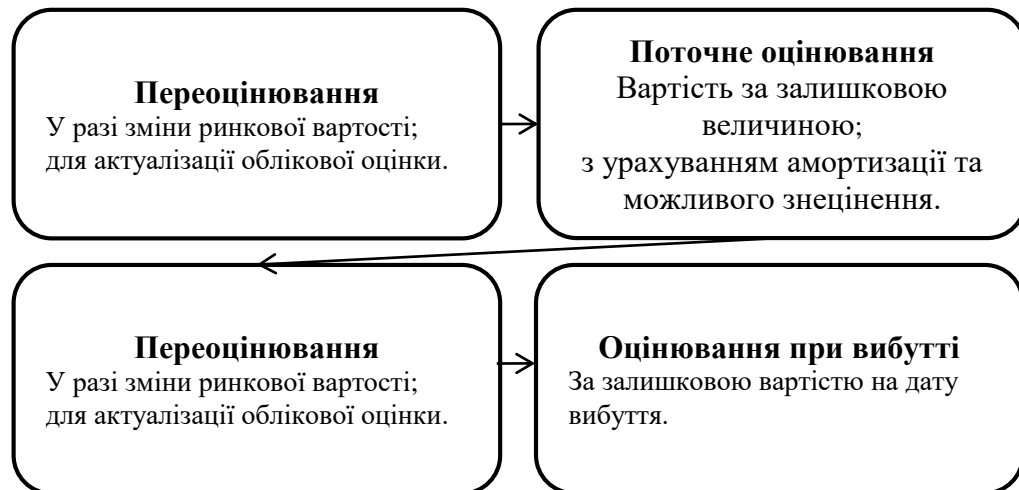 Переоцінювання
У разі зміни ринкової вартості;
для актуалізації облікової оцінки.
Поточне оцінювання
Вартість за залишковою
величиною;
з урахуванням амортизації та
можливого знецінення.
Переоцінювання
У разі зміни ринкової вартості;
для актуалізації облікової оцінки.
Оцінювання при вибутті
За залишковою вартістю на дату
вибуття.